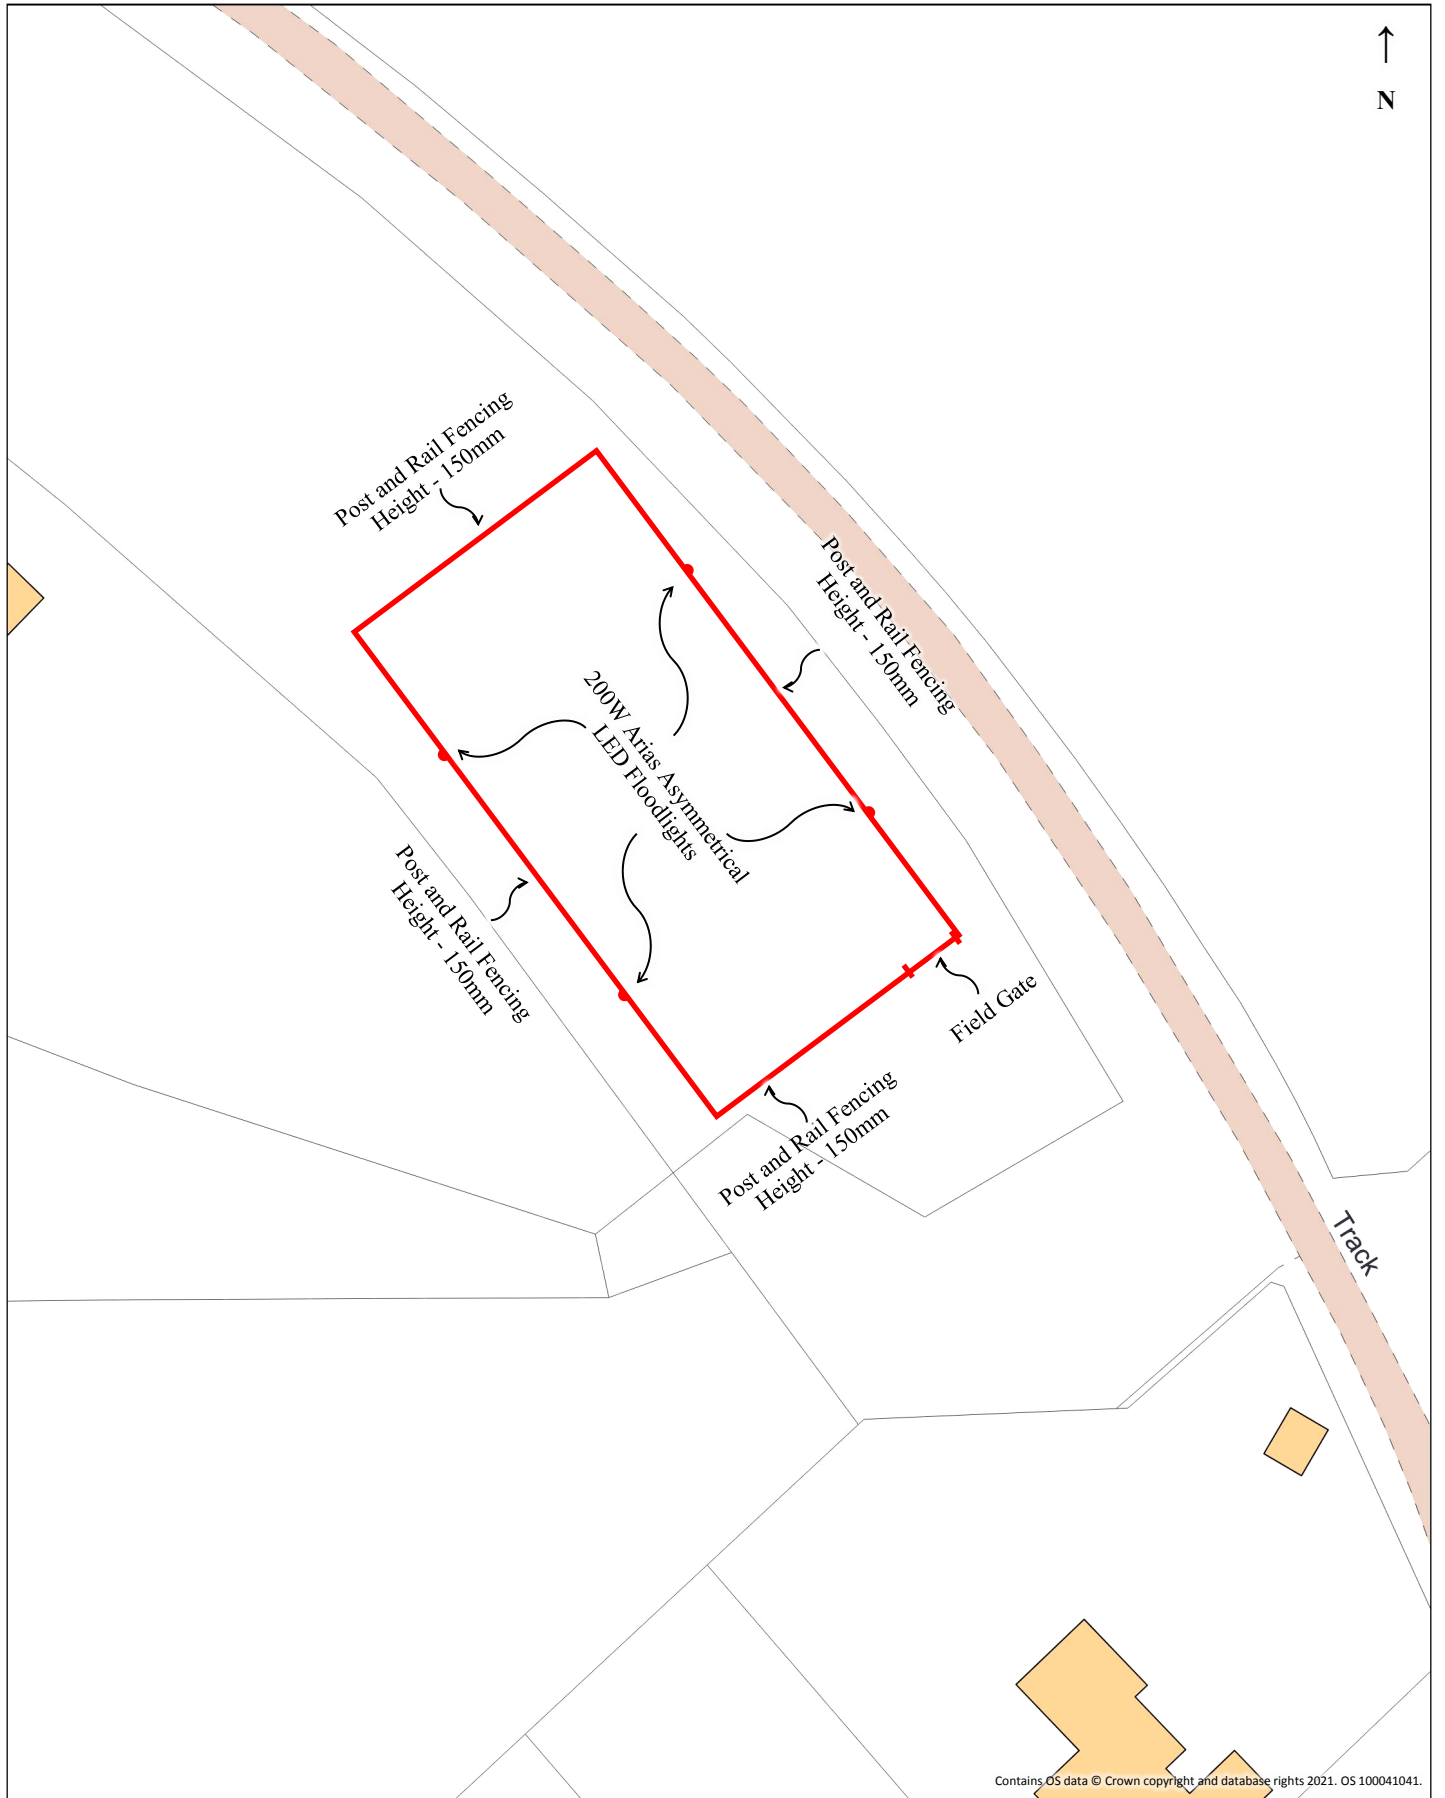 N
Post and Rail Fencing
Height - 150mm
Post and Rail Fencing
Height - 150mm
200W Arias Asymmetrical
LED Floodlights
Post and Rail Fencing
Height - 150mm
Field Gate
Post and Rail Fencing
Height - 150mm
Track
Contains OS data © Crown copyright and database rights 2021. OS 100041041.